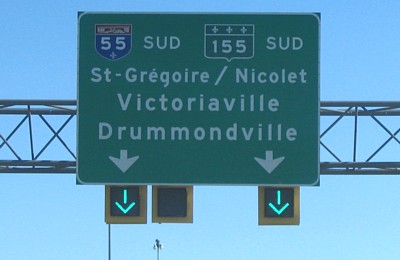 55 SUD 155 SUD
St-Grégoire / Nicolet
Victoriaville
Drummondville